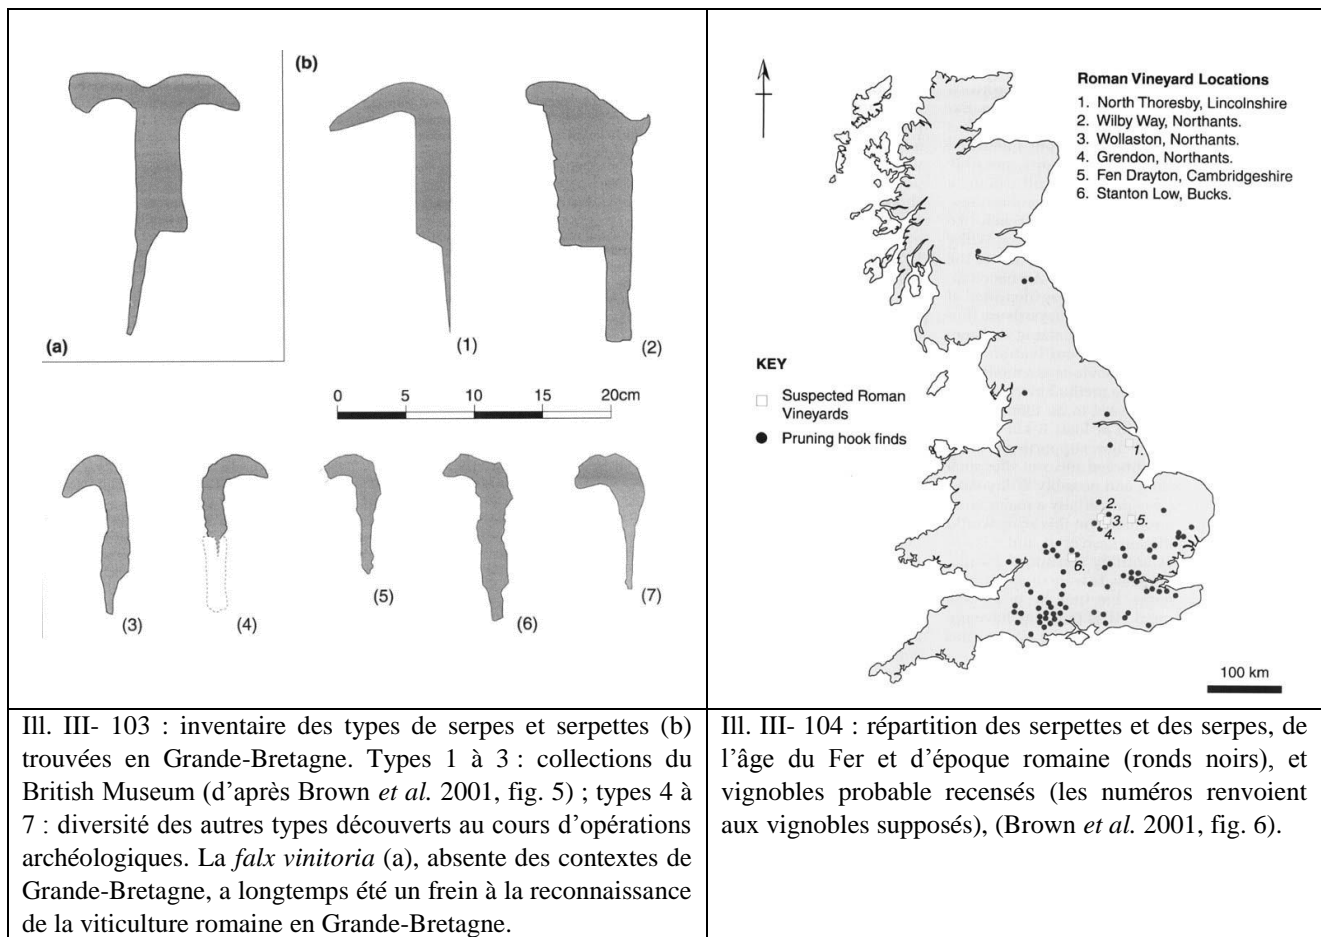 (a)
(b)
(1)
(2)
0 5 10 15 20cm
(3)
(4)
(5)
(6)
(7)
Roman Vineyard Locations
1. North Thoresby, Lincolnshire
2. Wilby Way, Northants.
3. Wollaston, Northants.
4. Grendon, Northants.
5. Fen Drayton, Cambridgeshire
6. Stanton Low, Bucks.
KEY
Suspected Roman
Vineyards
Pruning hook finds
1.
2.
3.
5.
4.
6.
100 km
Ill. III- 103 : inventaire des types de serpes et serpettes (b)
trouvées en Grande-Bretagne. Types 1 à 3 : collections du
British Museum (d’après Brown et al. 2001, fig. 5) ; types 4 à
7 : diversité des autres types découverts au cours d’opérations
archéologiques. La falx vinitoria (a), absente des contextes de
Grande-Bretagne, a longtemps été un frein à la reconnaissance
de la viticulture romaine en Grande-Bretagne.
Ill. III- 104 : répartition des serpettes et des serpes, de
l’âge du Fer et d’époque romaine (ronds noirs), et
vignobles probable recensés (les numéros renvoient
aux vignobles supposés), (Brown et al. 2001, fig. 6).